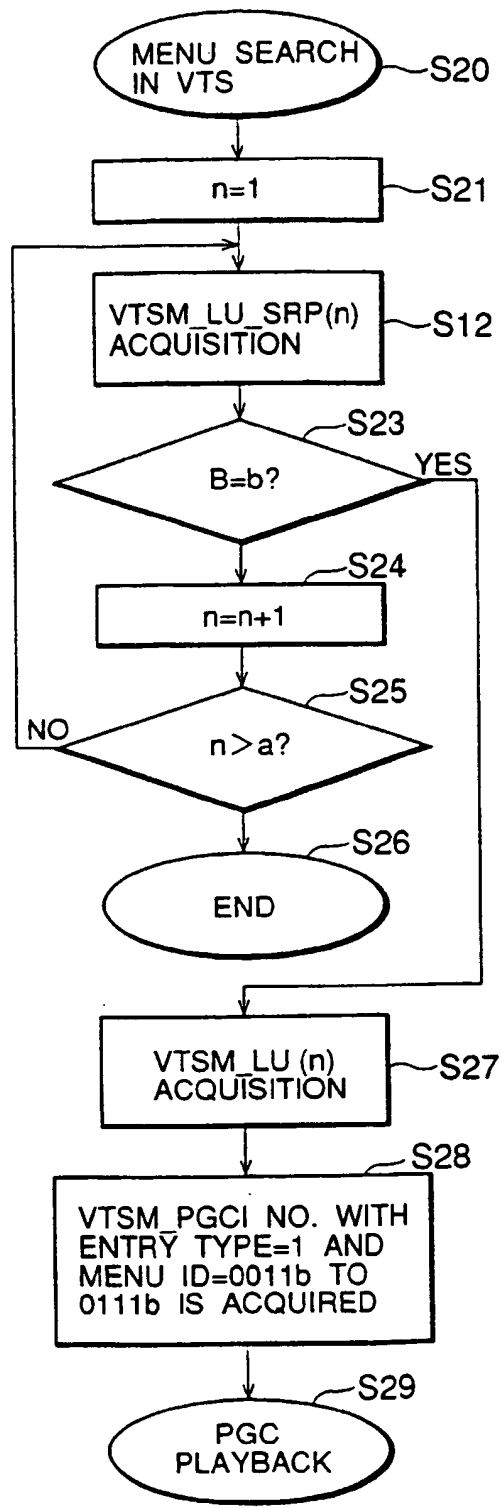 MENU SEARCH
IN VTS
S20
n=1
S21
VTSM_LU_SRP(n)
ACQUISITION
S12
S23
B=b?
YES
S24
n=n+1
S25
NO
n>a?
S26
END
VTSM_LU (n)
ACQUISITION
S27
S28
VTSM_PGCI NO. WITH
ENTRY TYPE=1 AND
MENU ID=0011b TO
0111b IS ACQUIRED
S29
PGC
PLAYBACK